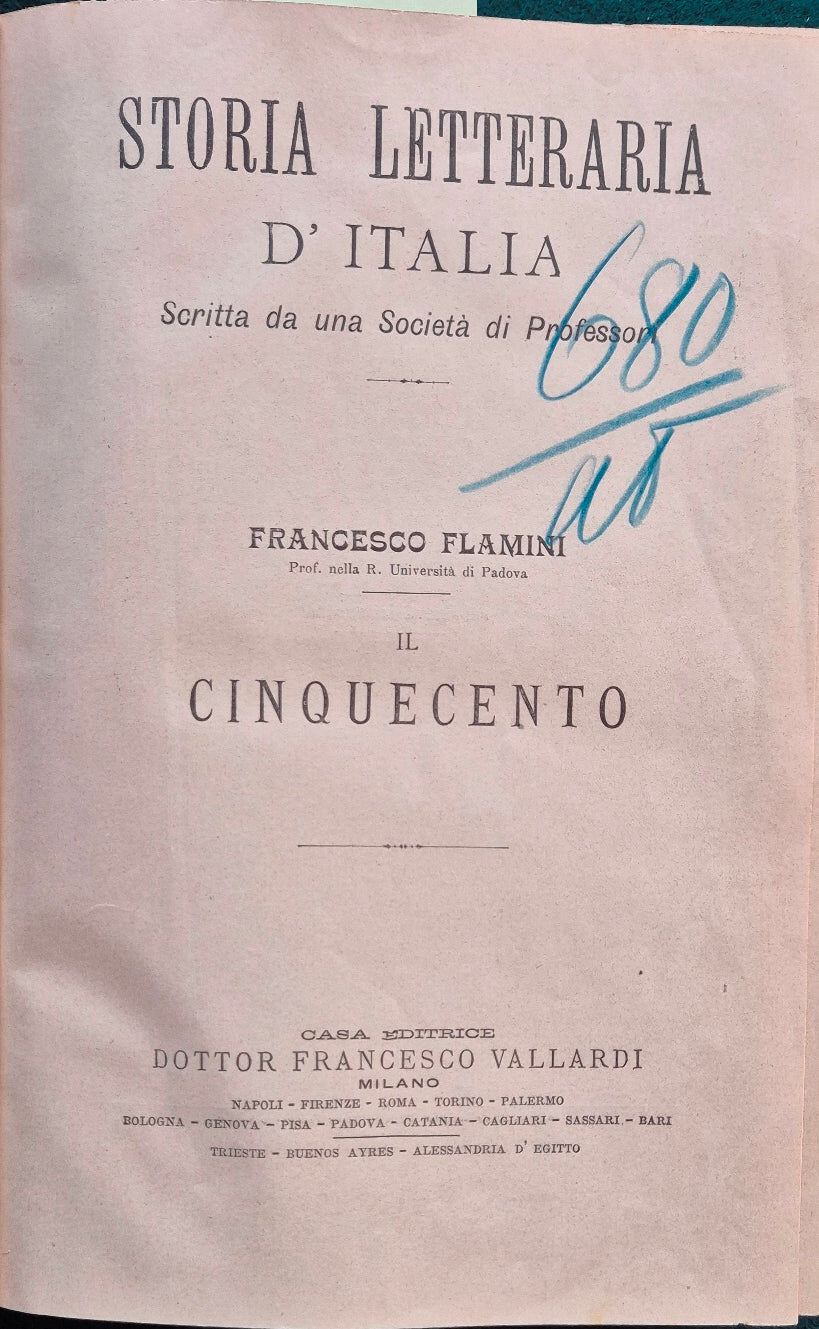 STORIA LETTERARIA
D' ITALIA
Scritta da una Società di Professori
680
FRANCESCO FLAMINI
Prof. nella R. Università di Padova
IL
CINQUECENTO
CASA EDITRICE
DOTTOR FRANCESCO VALLARDI
MILANO
NAPOLI - FIRENZE - ROMA - TORINO - PALERMO
BOLOGNA - GENOVA - PISA - PADOVA - CATANIA - CAGLIARI - SASSARI - BARI
TRIESTE - BUENOS AYRES - ALESSANDRIA D' EGITTO